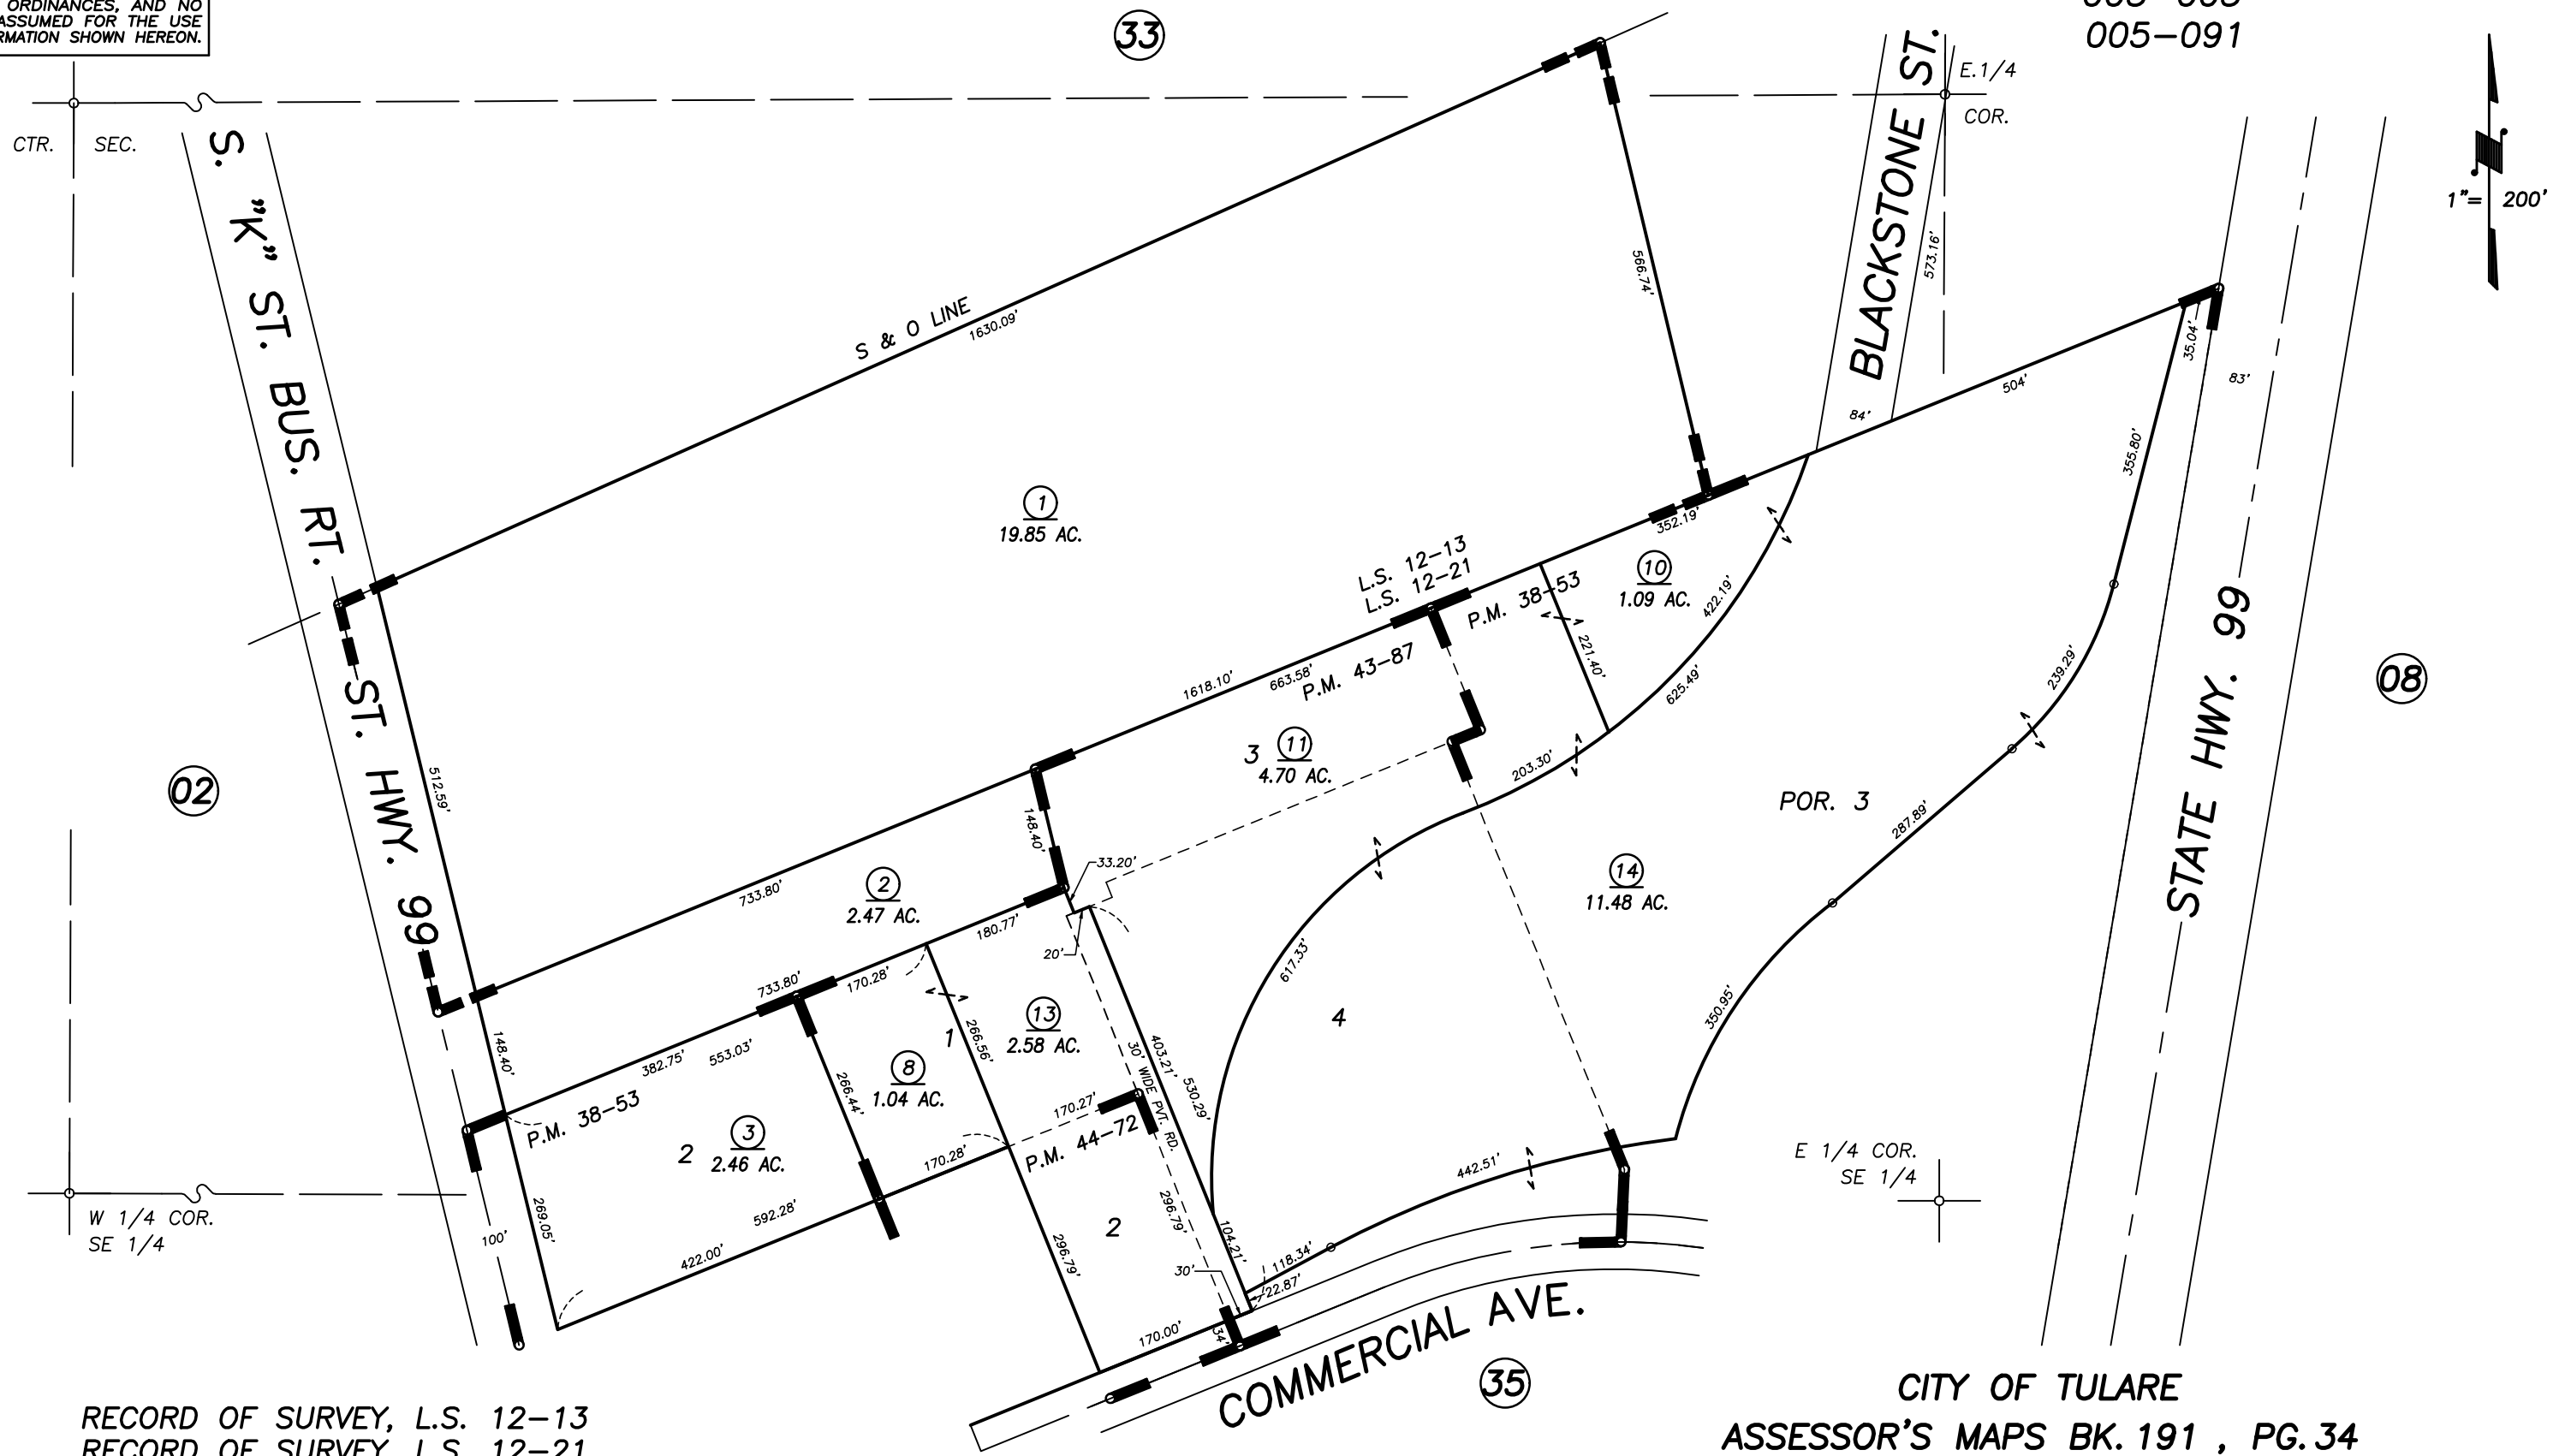 ORDINANCES, AND NO
ASSUMED FOR THE USE
RMATION SHOWN HEREON.
33
005-091
E.1/4
COR.
CTR. SEC.
1"= 200'
S. "K" ST. BUS. RT.
ST. HWY. 99
BLACKSTONE ST.
573.16'
S & O LINE
1630.09'
566.74'
35.04'
83'
504'
84'
355.80'
1
19.85 AC.
352.19'
L.S. 12-13
L.S. 12-21
P.M. 38-53
10
1.09 AC.
422.19'
221.40'
625.49'
239.29'
STATE HWY. 99
08
P.M. 43-87
1618.10'
663.58'
3
11
4.70 AC.
203.30'
02
512.59'
148.40'
POR. 3
287.89'
33.20'
2
2.47 AC.
733.80'
180.77'
20'
14
11.48 AC.
617.33'
733.80'
170.28'
13
2.58 AC.
1
266.56'
350.95'
4
148.40'
382.75'
553.03'
8
1.04 AC.
266.44'
30' WIDE PVT. RD.
403.21'
530.29'
170.27'
P.M. 44-72
P.M. 38-53
2
3
2.46 AC.
170.28'
E 1/4 COR.
SE 1/4
442.51'
W 1/4 COR.
SE 1/4
269.05'
100'
592.28'
422.00'
296.79'
2
296.79'
104.21'
118.34'
30'
22.87'
170.00'
34'
COMMERCIAL AVE.
35
CITY OF TULARE
ASSESSOR'S MAPS BK. 191 , PG. 34
RECORD OF SURVEY, L.S. 12-13
RECORD OF SURVEY, L.S. 12-21